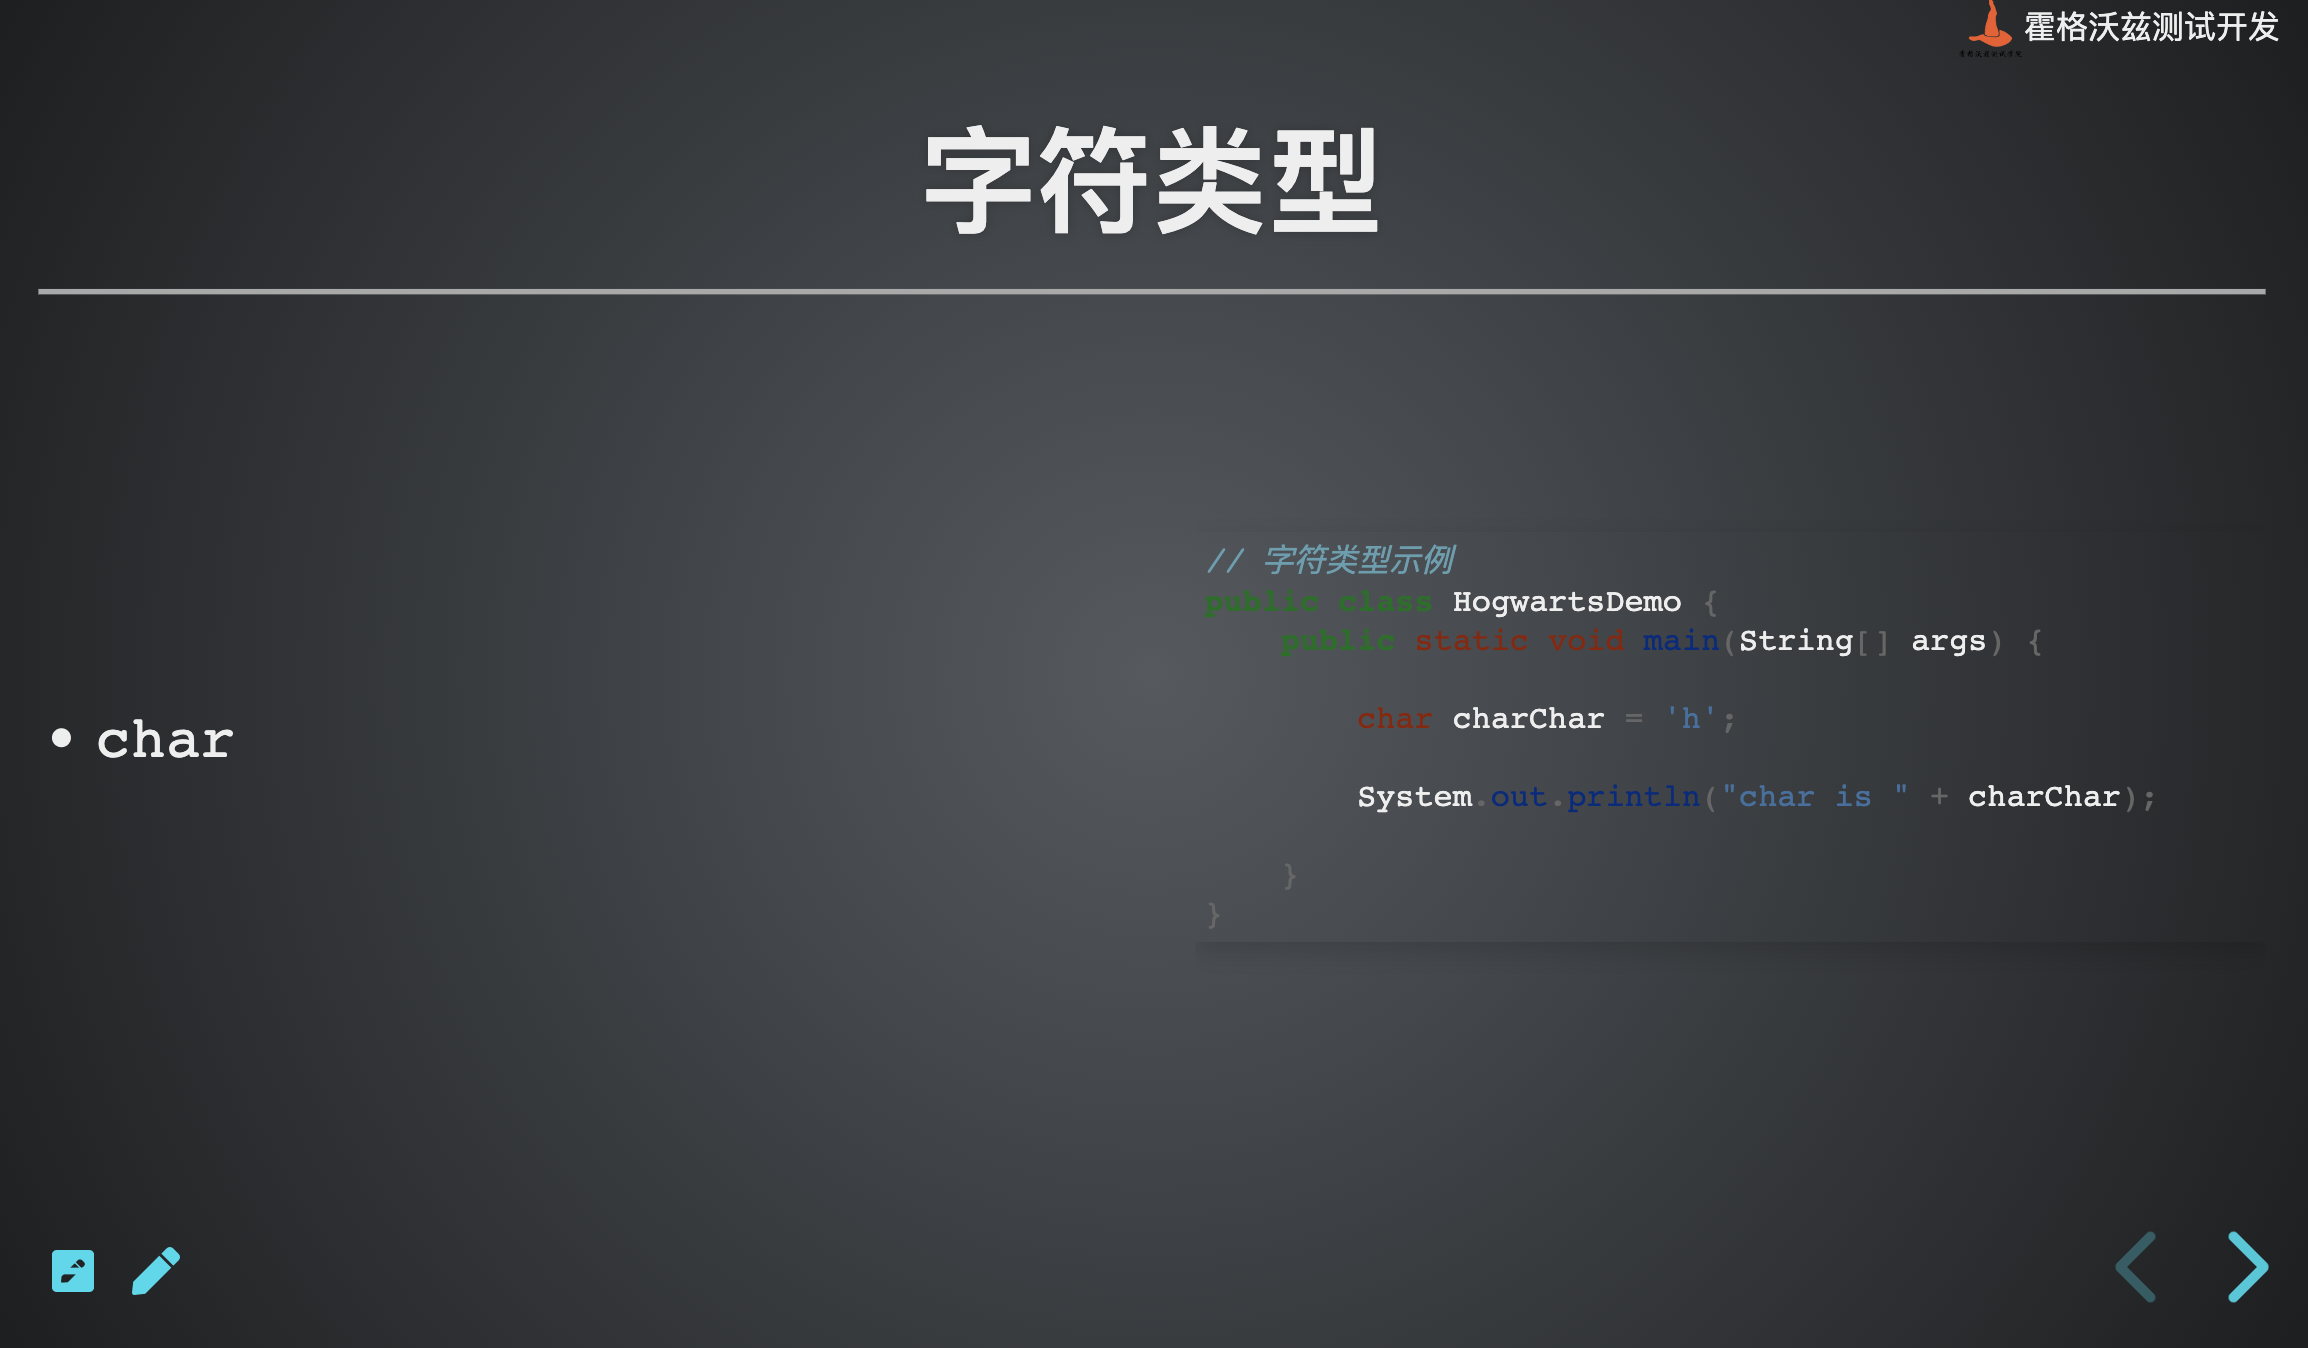 霍格沃兹测试开发
字符类型
• char
// 字符类型示例
public class HogwartsDemo {
    public static void main(String[] args) {
        char charChar = 'h';
        System.out.println("char is " + charChar);
    }
}